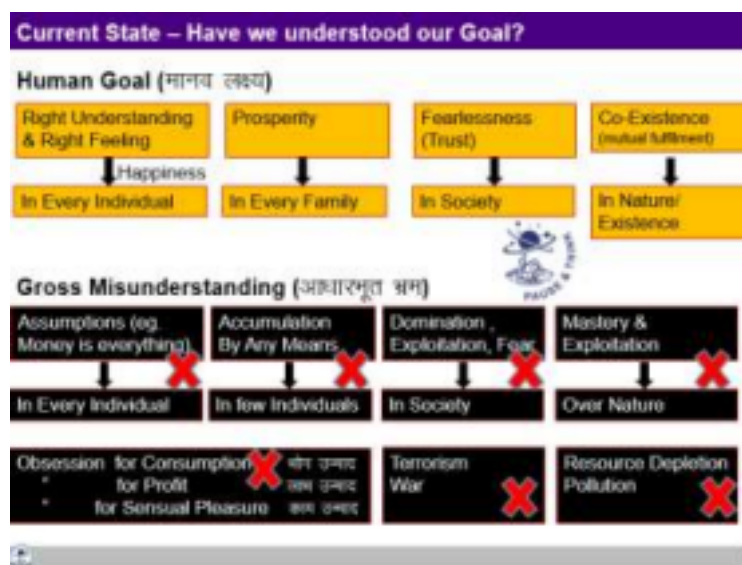 Current State – Have we understood our Goal?
Human Goal (मानव लक्ष्य)
Right Understanding
& Right Feeling
Prosperity
Fearlessness
(Trust)
Co-Existence
(mutual fulfilment)
Happiness
In Every Individual
In Every Family
In Society
In Nature/
Existence
PAUSE & THINK
Gross Misunderstanding (आधारभूत भ्रम)
Assumptions (eg.
Money is everything)
Accumulation
By Any Means
Domination ,
Exploitation, Fear
Mastery &
Exploitation
In Every Individual
In few Individuals
In Society
Over Nature
Obsession for Consumption भोग उन्माद
" for Profit लाभ उन्माद
" for Sensual Pleasure काम उन्माद
Terrorism
War
Resource Depletion
Pollution